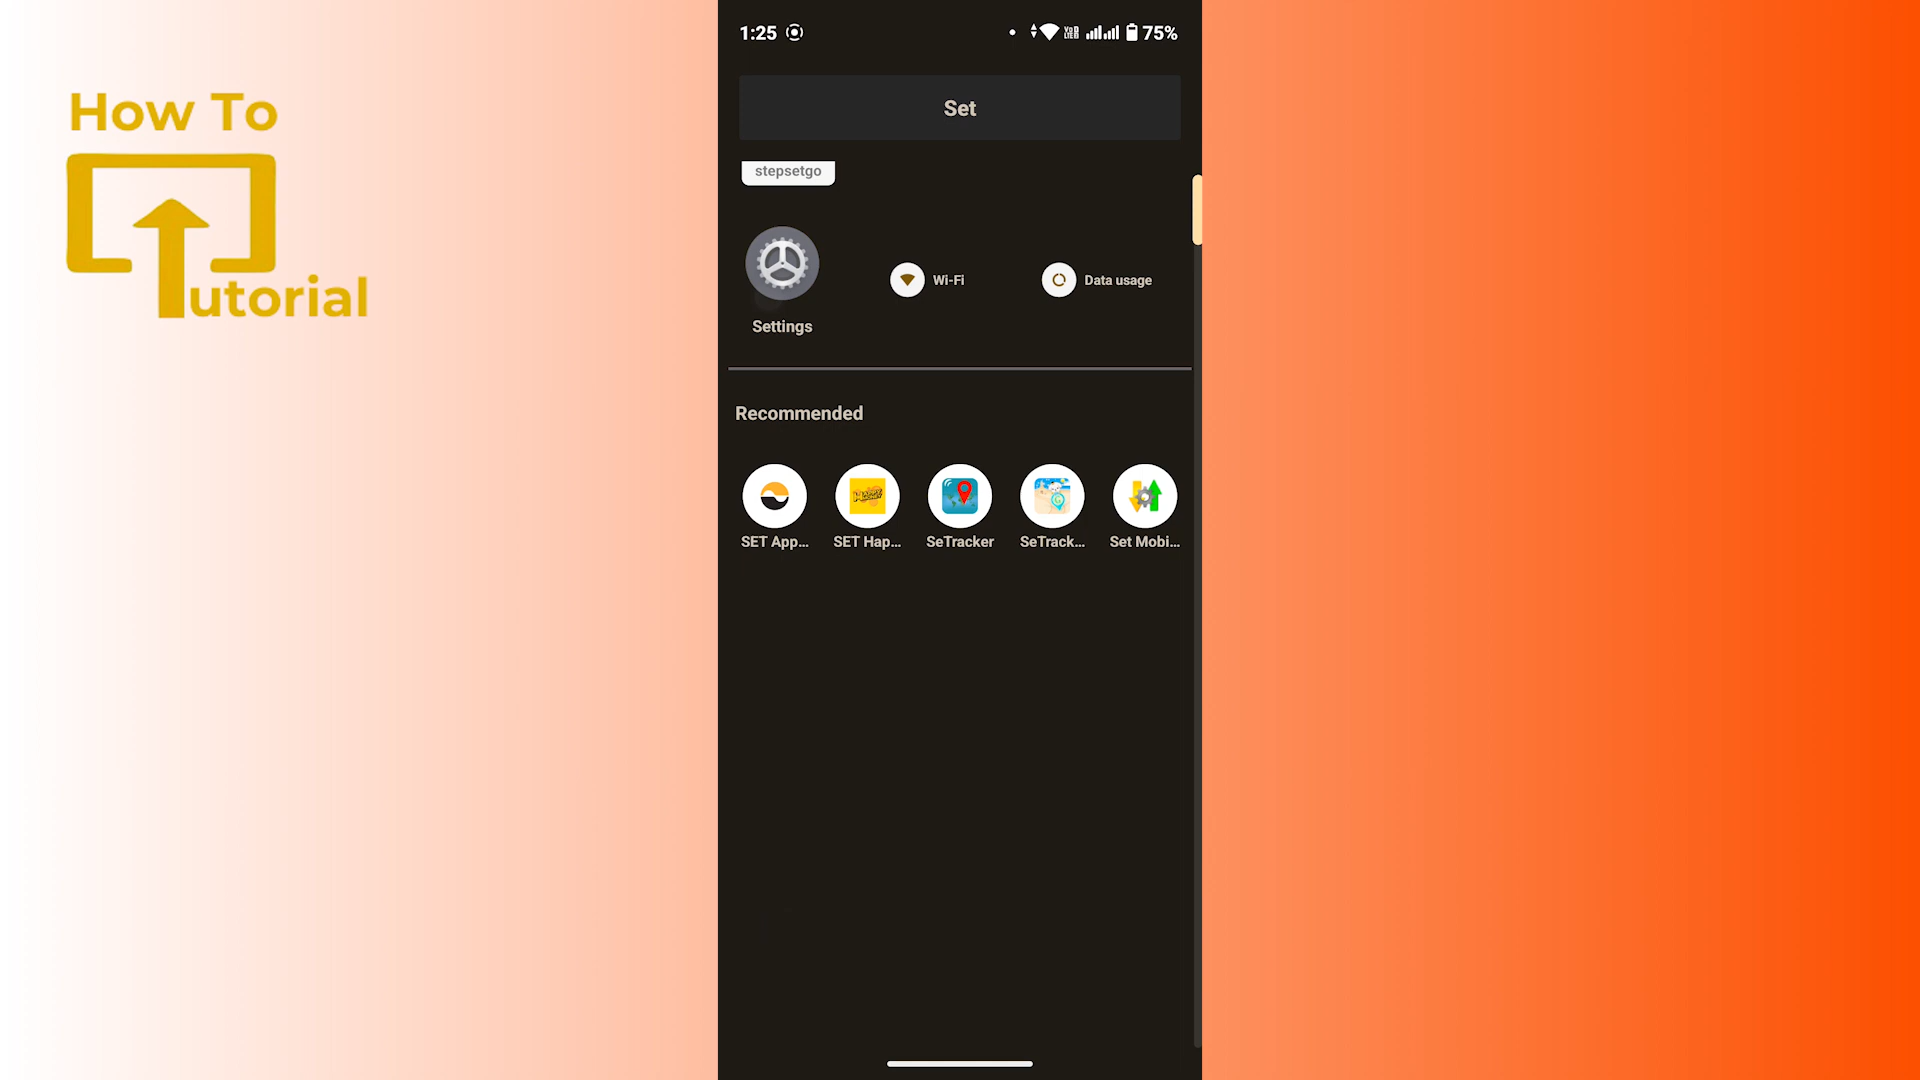 How To
utorial
1:25
75%
Set
stepsetgo
Settings
Wi-Fi
Data usage
Recommended
SET App...
SET Hap...
SeTracker
SeTrack...
Set Mobi...